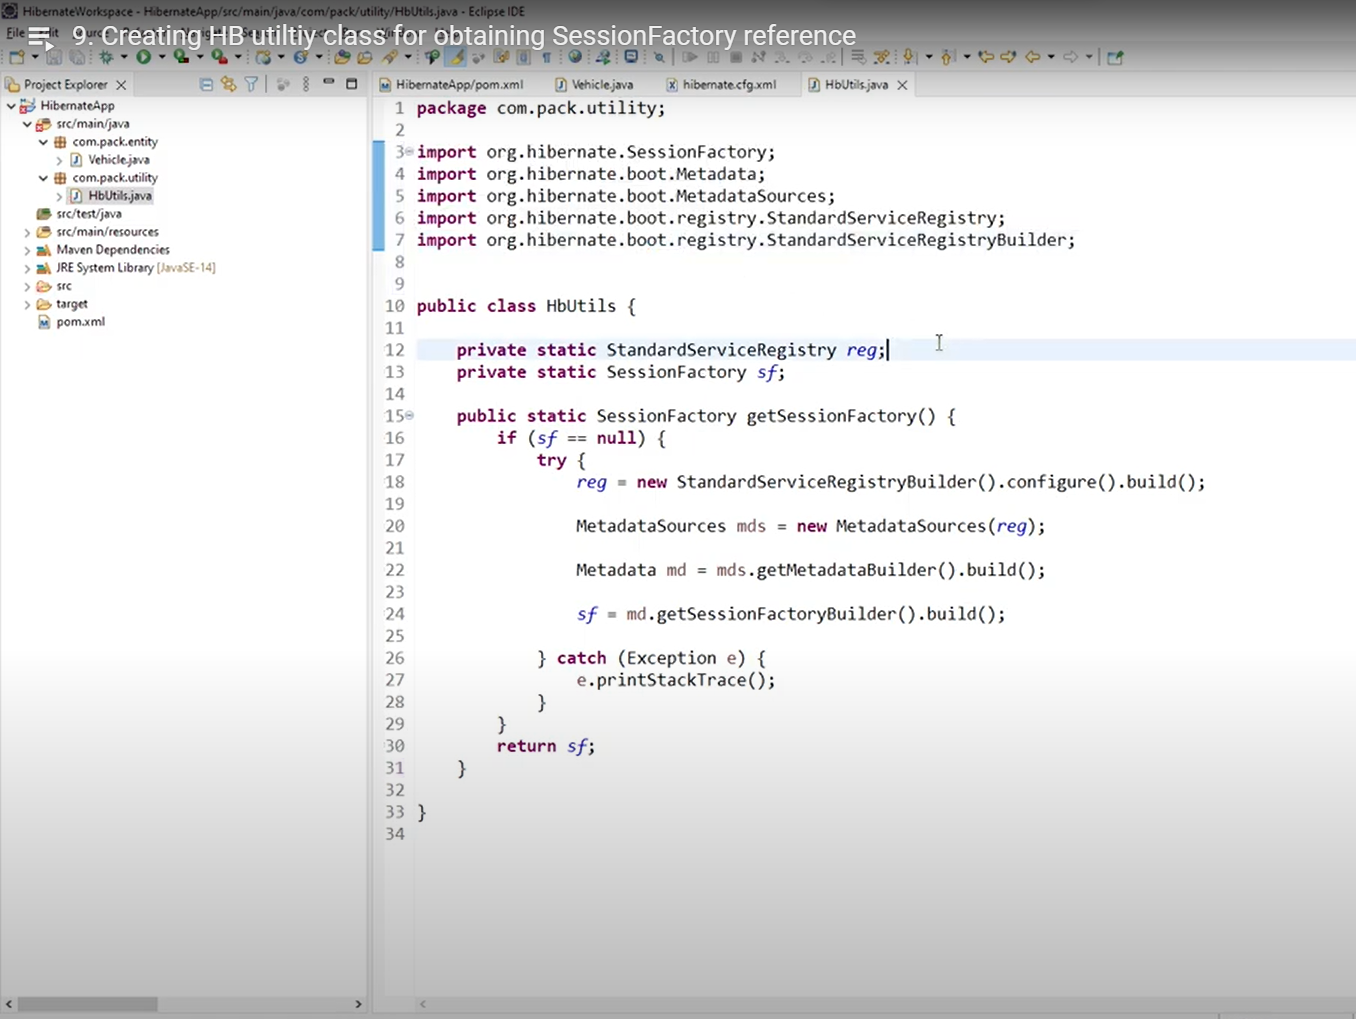 HibernateWorkspace - HibernateApp/src/main/java/com/pack/utility/HbUtils.java - Eclipse IDE
9. Creating HB utiltiy class for obtaining SessionFactory reference
Project Explorer
HibernateApp
src/main/java
com.pack.entity
Vehicle.java
com.pack.utility
HbUtils.java
src/test/java
src/main/resources
Maven Dependencies
JRE System Library [JavaSE-14]
src
target
pom.xml
HibernateApp/pom.xml
Vehicle.java
hibernate.cfg.xml
HbUtils.java
1 package com.pack.utility;
2
3 import org.hibernate.SessionFactory;
4 import org.hibernate.boot.Metadata;
5 import org.hibernate.boot.MetadataSources;
6 import org.hibernate.boot.registry.StandardServiceRegistry;
7 import org.hibernate.boot.registry.StandardServiceRegistryBuilder;
8
9
10 public class HbUtils {
11
12 private static StandardServiceRegistry reg;
13 private static SessionFactory sf;
14
15 public static SessionFactory getSessionFactory() {
16 if (sf == null) {
17 try {
18 reg = new StandardServiceRegistryBuilder().configure().build();
19
20 MetadataSources mds = new MetadataSources(reg);
21
22 Metadata md = mds.getMetadataBuilder().build();
23
24 sf = md.getSessionFactoryBuilder().build();
25
26 } catch (Exception e) {
27 e.printStackTrace();
28 }
29 }
30 return sf;
31 }
32
33 }
34